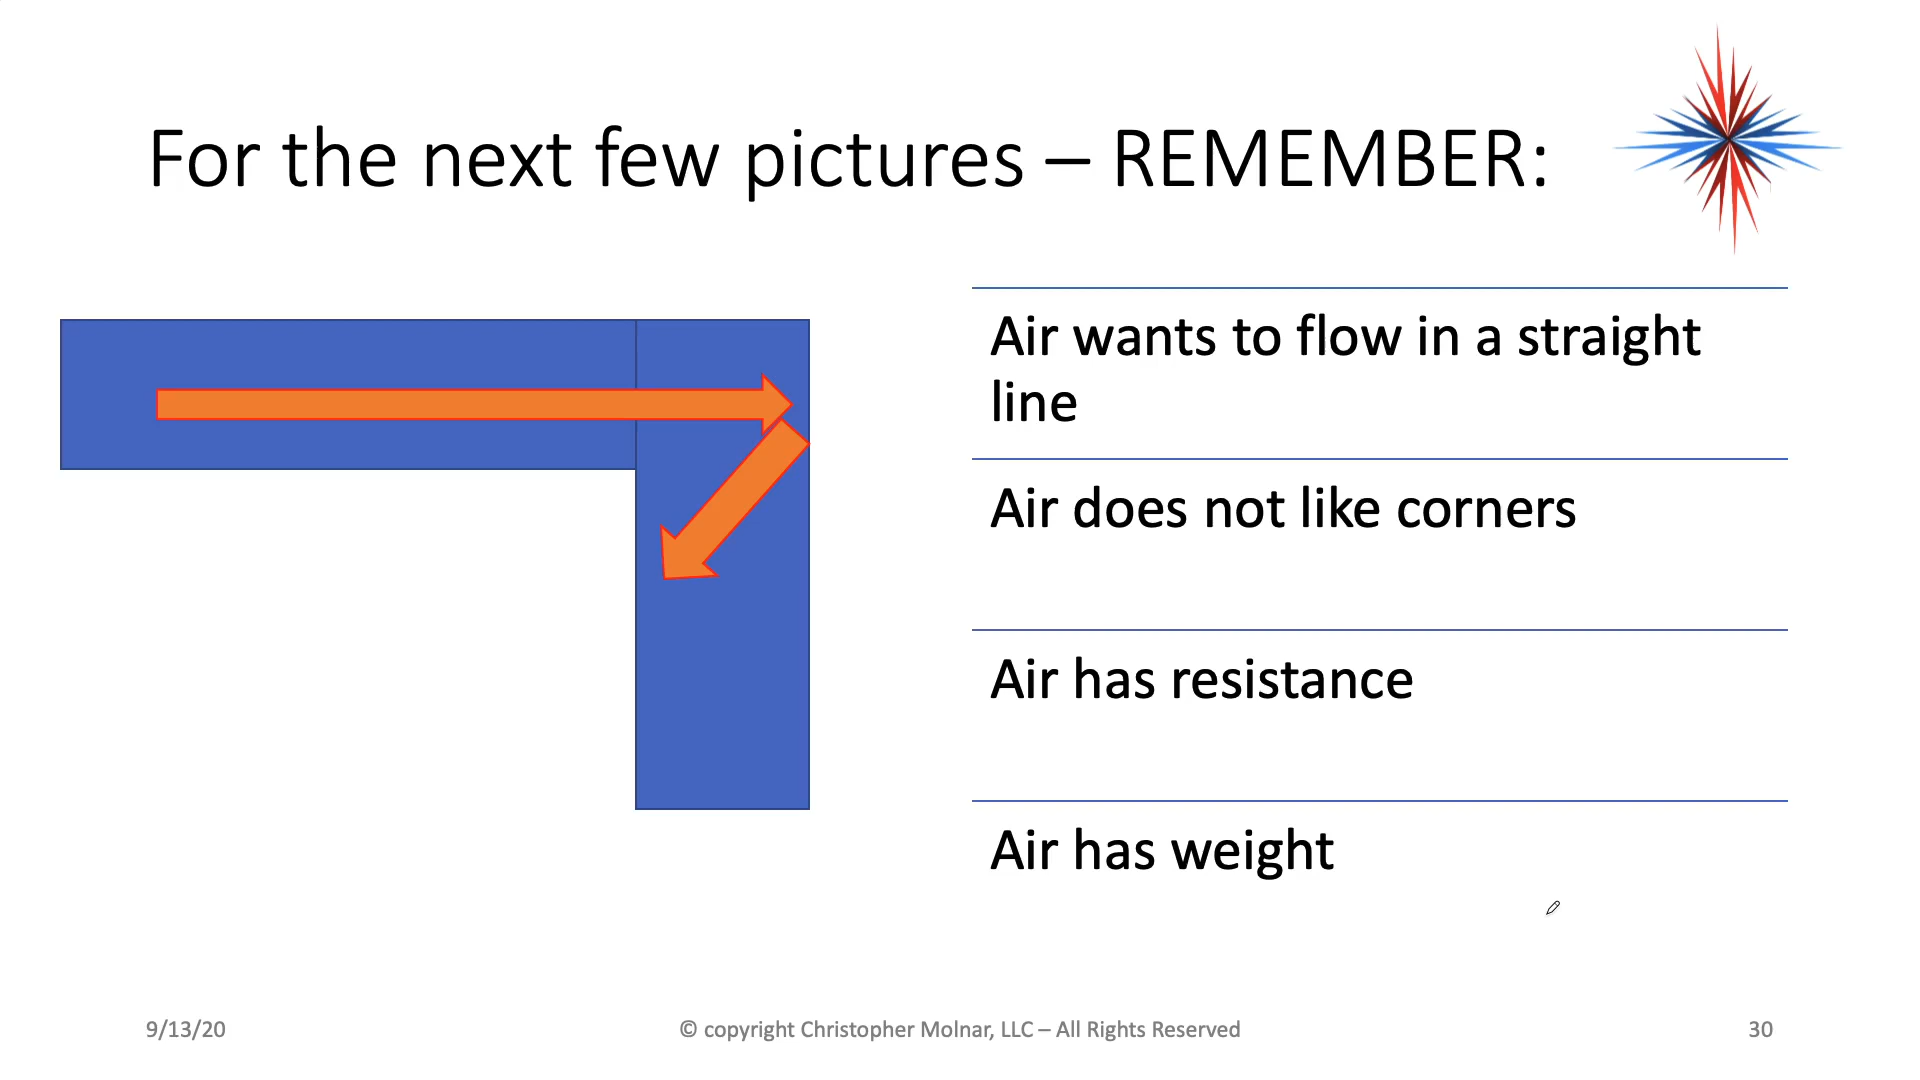 For the next few pictures – REMEMBER:
Air wants to flow in a straight
line
Air does not like corners
Air has resistance
Air has weight
9/13/20
© copyright Christopher Molnar, LLC – All Rights Reserved
30